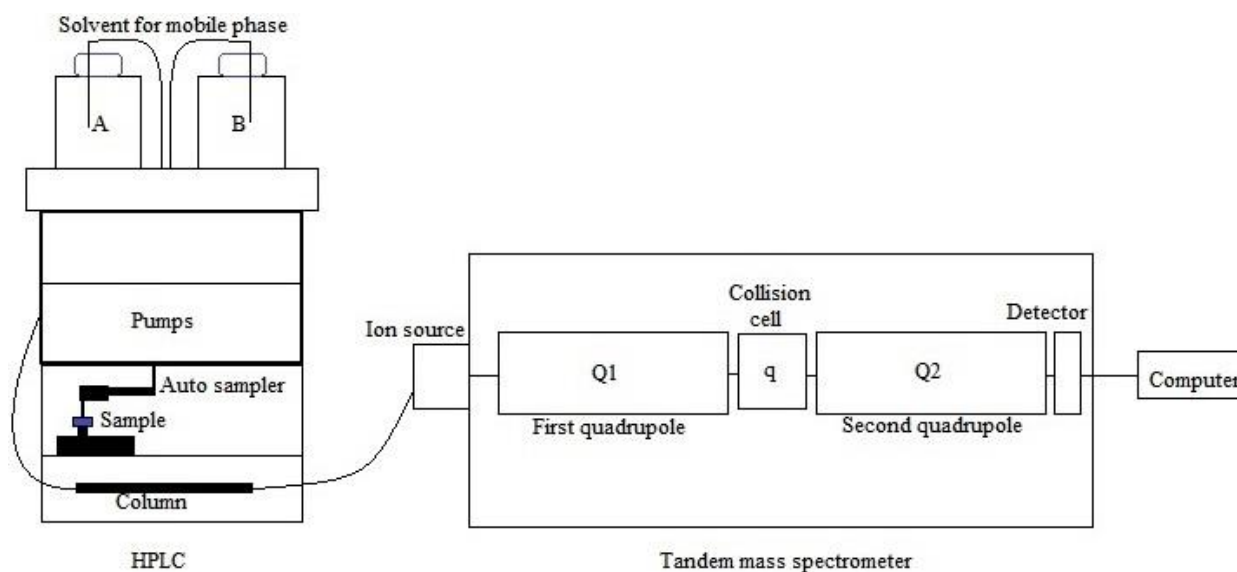 Solvent for mobile phase
A
B
Pumps
Auto sampler
Sample
Column
HPLC
Ion source
Q1
First quadrupole
Collision
cell
q
Q2
Second quadrupole
Detector
Computer
Tandem mass spectrometer